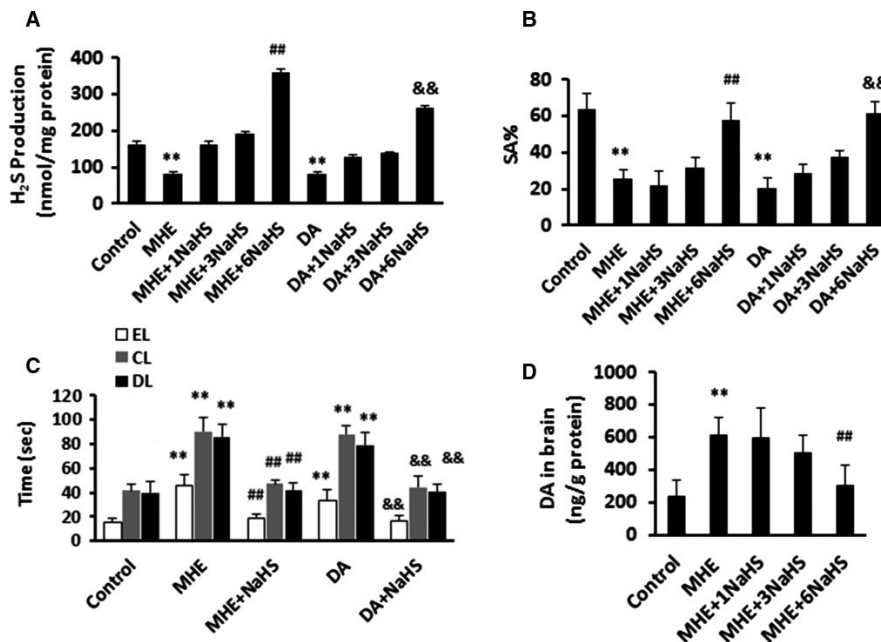 A
H₂S Production
(nmol/mg protein)
400
300
200
100
0
**
##
**
&&
Control
MHE
MHE+1NaHS
MHE+3NaHS
MHE+6NaHS
DA
DA+1NaHS
DA+3NaHS
DA+6NaHS
B
SA%
80
60
40
20
0
**
##
**
&&
Control
MHE
MHE+1NaHS
MHE+3NaHS
MHE+6NaHS
DA
DA+1NaHS
DA+3NaHS
DA+6NaHS
C
EL
CL
DL
Time (sec)
120
100
80
60
40
20
0
** ** **
## ## ##
** ** **
&& && &&
Control
MHE
MHE+NaHS
DA
DA+NaHS
D
DA in brain
(ng/g protein)
1000
800
600
400
200
0
**
##
Control
MHE
MHE+1NaHS
MHE+3NaHS
MHE+6NaHS